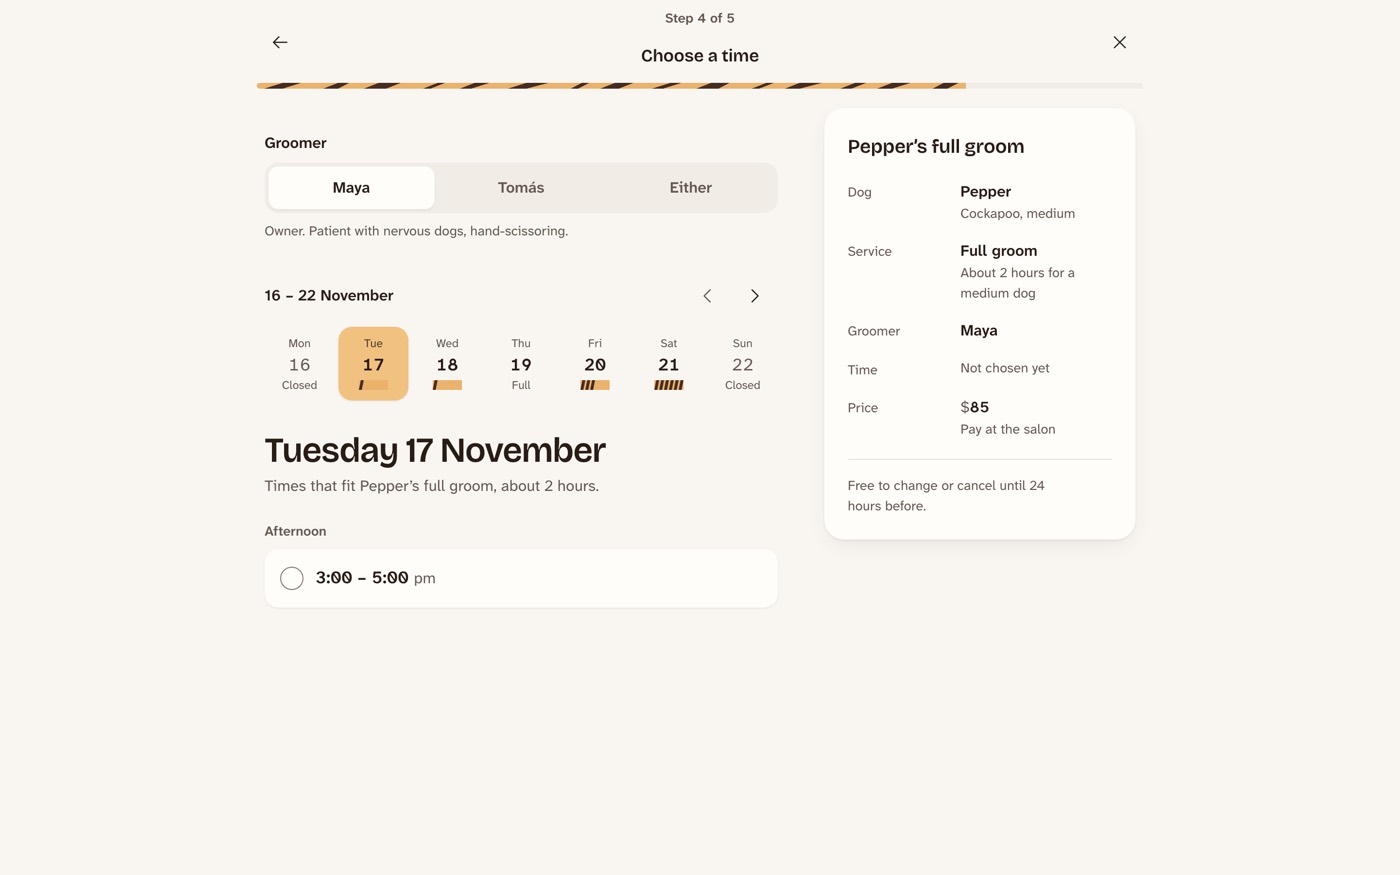 Step 4 of 5
Choose a time
Groomer
Maya
Tomás
Either
Owner. Patient with nervous dogs, hand-scissoring.
16 – 22 November
Mon
16
Closed
Tue
17
Wed
18
Thu
19
Full
Fri
20
Sat
21
Sun
22
Closed
Tuesday 17 November
Times that fit Pepper’s full groom, about 2 hours.
Afternoon
3:00 – 5:00 pm
Pepper’s full groom
Dog
Pepper
Cockapoo, medium
Service
Full groom
About 2 hours for a
medium dog
Groomer
Maya
Time
Not chosen yet
Price
$85
Pay at the salon
Free to change or cancel until 24
hours before.